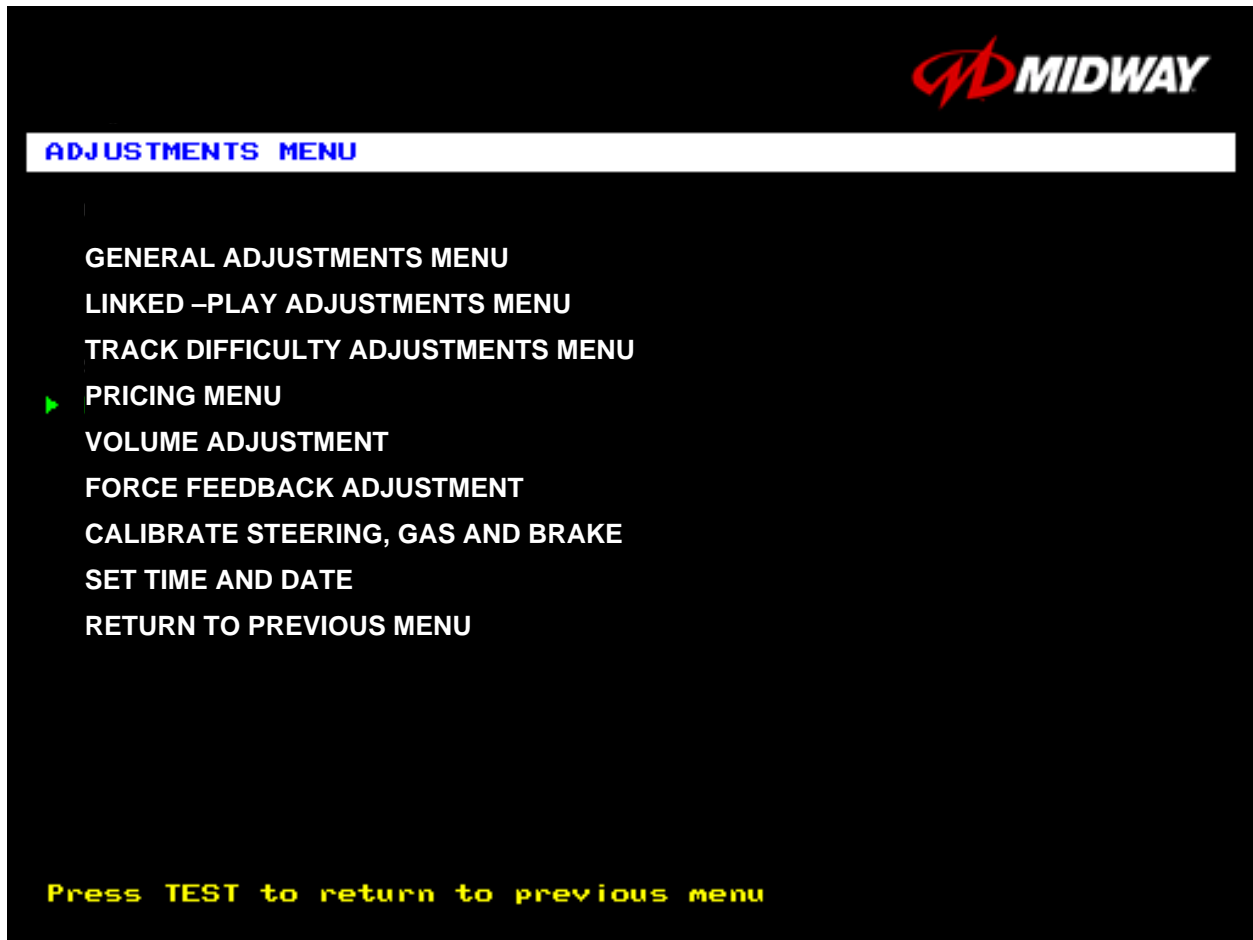 MIDWAY
ADJUSTMENTS MENU
GENERAL ADJUSTMENTS MENU
LINKED –PLAY ADJUSTMENTS MENU
TRACK DIFFICULTY ADJUSTMENTS MENU
PRICING MENU
VOLUME ADJUSTMENT
FORCE FEEDBACK ADJUSTMENT
CALIBRATE STEERING, GAS AND BRAKE
SET TIME AND DATE
RETURN TO PREVIOUS MENU
Press TEST to return to previous menu